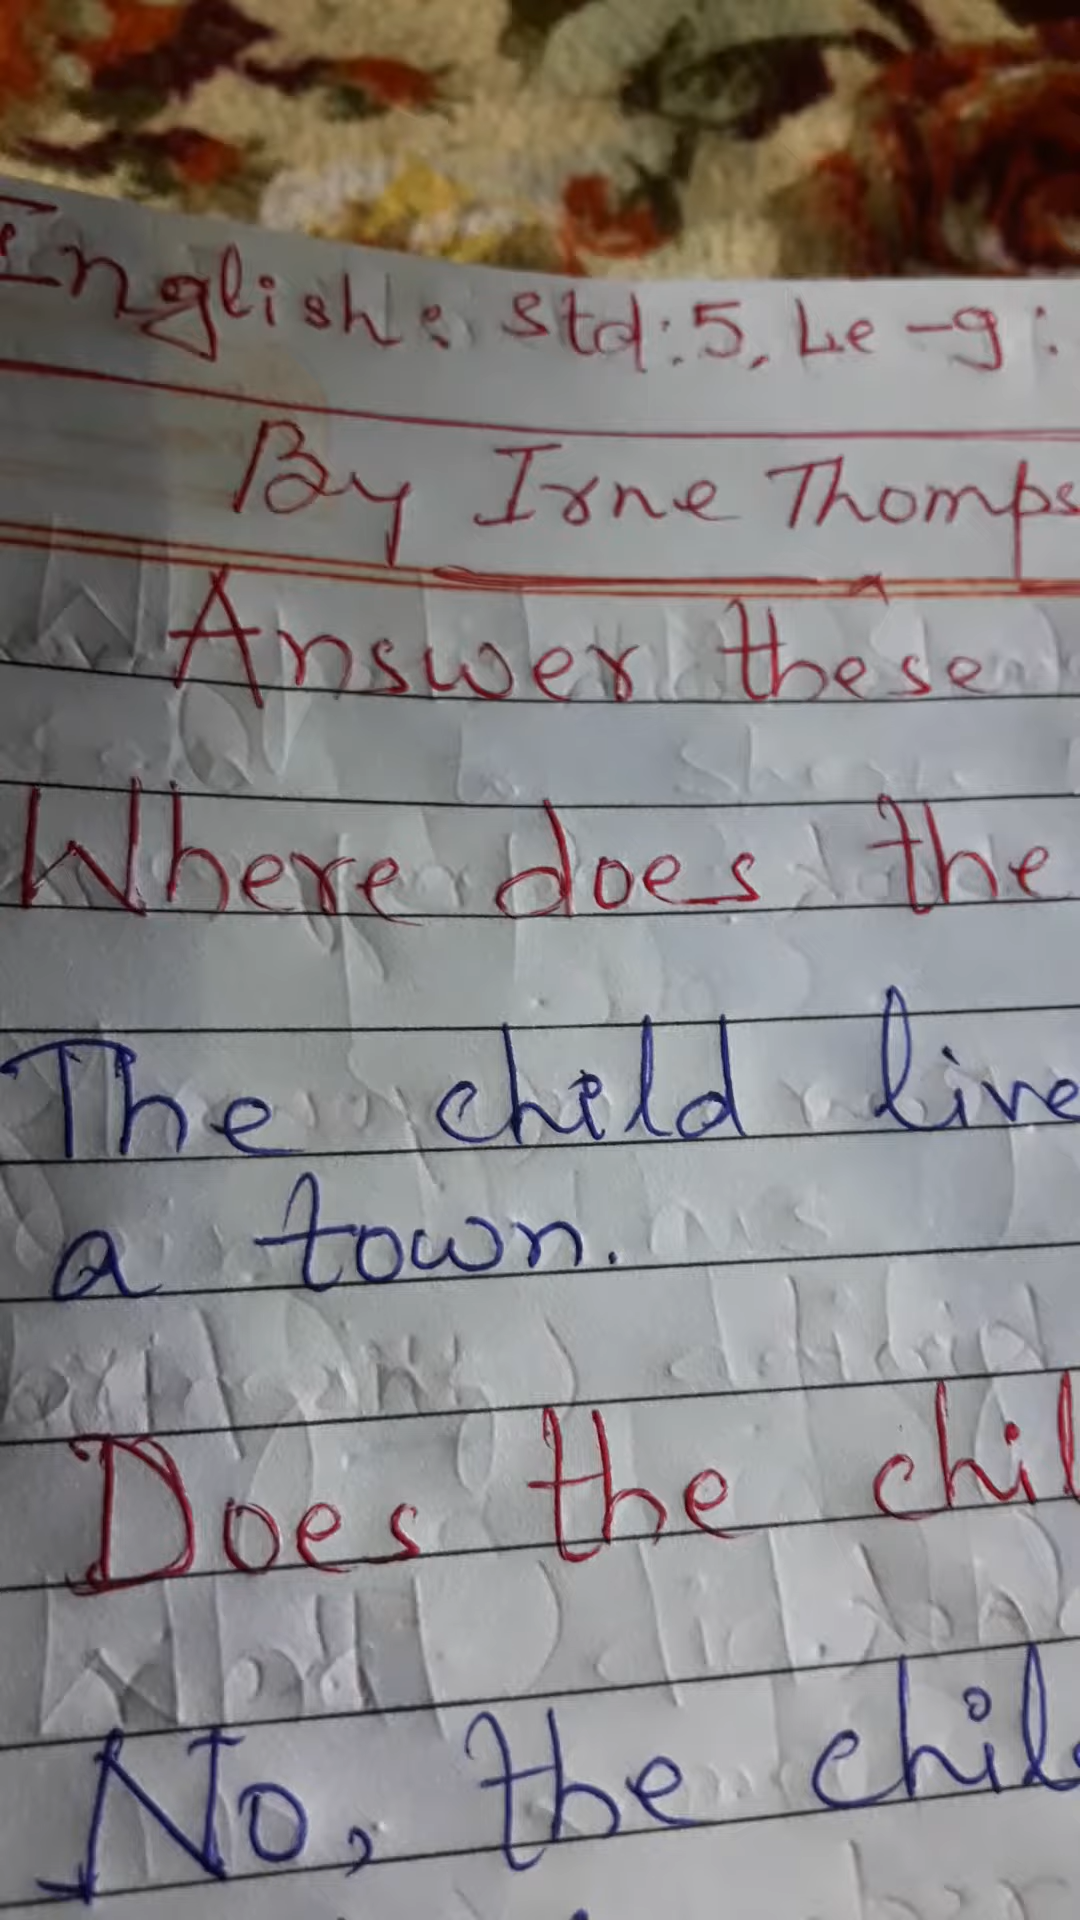 English: Std: 5, Le-9:
By Irne Thomps
Answer these
Where does the
The child live
a town.
Does the chil
No, the chil